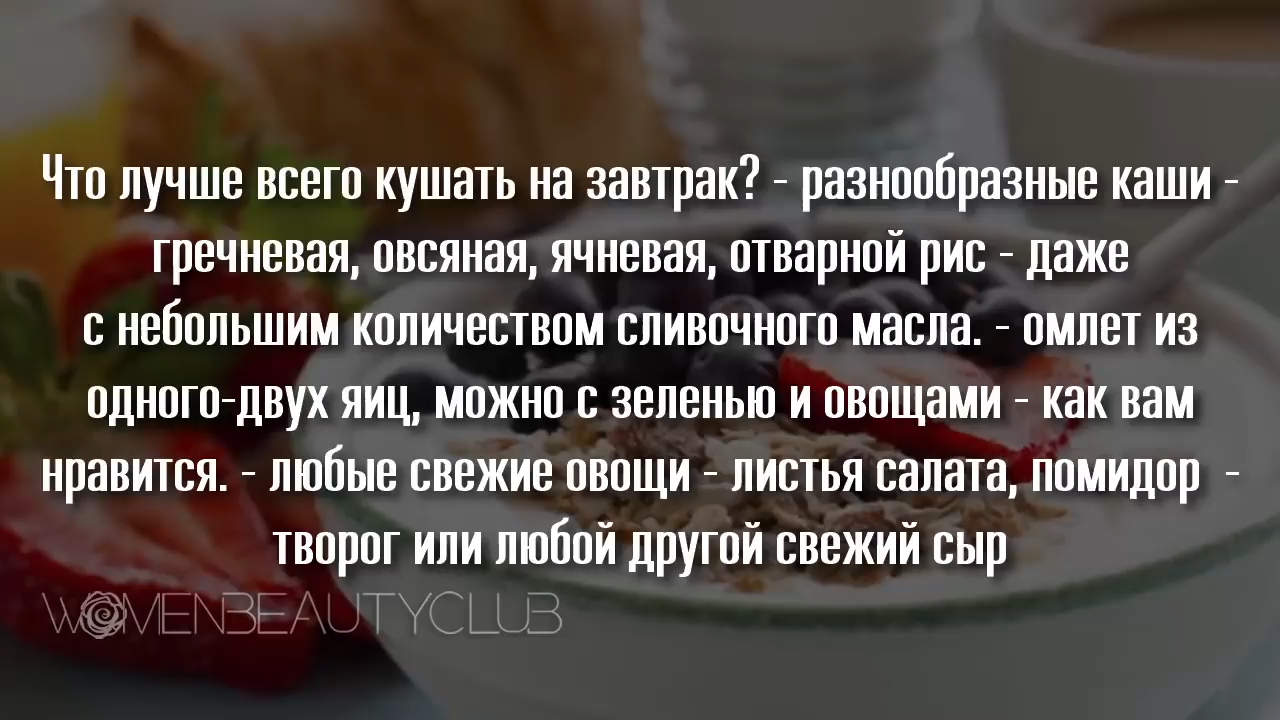 Что лучше всего кушать на завтрак? - разнообразные каши -
гречневая, овсяная, ячневая, отварной рис - даже
с небольшим количеством сливочного масла. - омлет из
одного-двух яиц, можно с зеленью и овощами - как вам
нравится. - любые свежие овощи - листья салата, помидор -
творог или любой другой свежий сыр
WOMENBEAUTYCLUB